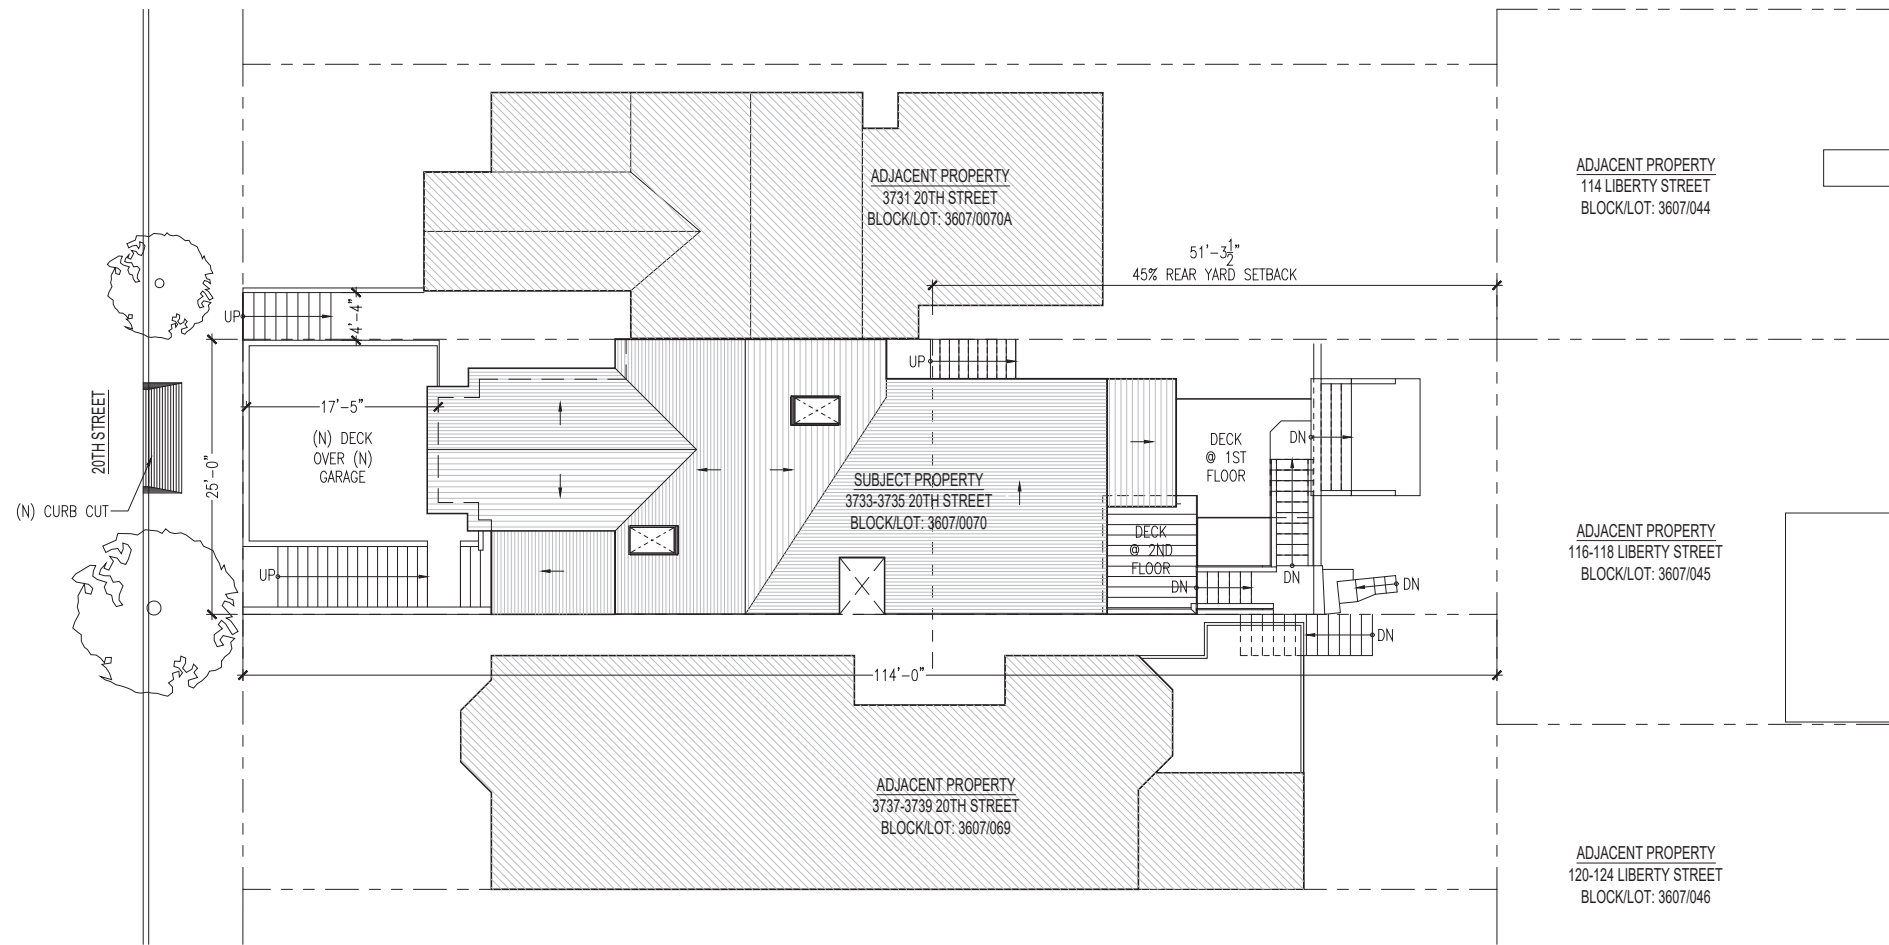 ADJACENT PROPERTY
3731 20TH STREET
BLOCK/LOT: 3607/0070A
ADJACENT PROPERTY
114 LIBERTY STREET
BLOCK/LOT: 3607/044
51'-3 1/2"
45% REAR YARD SETBACK
UP
4'-4"
UP
20TH STREET
17'-5"
25'-0"
(N) DECK
OVER (N)
GARAGE
(N) CURB CUT
DECK
@ 1ST
FLOOR
DN
SUBJECT PROPERTY
3733-3735 20TH STREET
BLOCK/LOT: 3607/0070
DECK
@ 2ND
FLOOR
ADJACENT PROPERTY
116-118 LIBERTY STREET
BLOCK/LOT: 3607/045
UP
DN
DN
DN
DN
114'-0"
ADJACENT PROPERTY
3737-3739 20TH STREET
BLOCK/LOT: 3607/069
ADJACENT PROPERTY
120-124 LIBERTY STREET
BLOCK/LOT: 3607/046